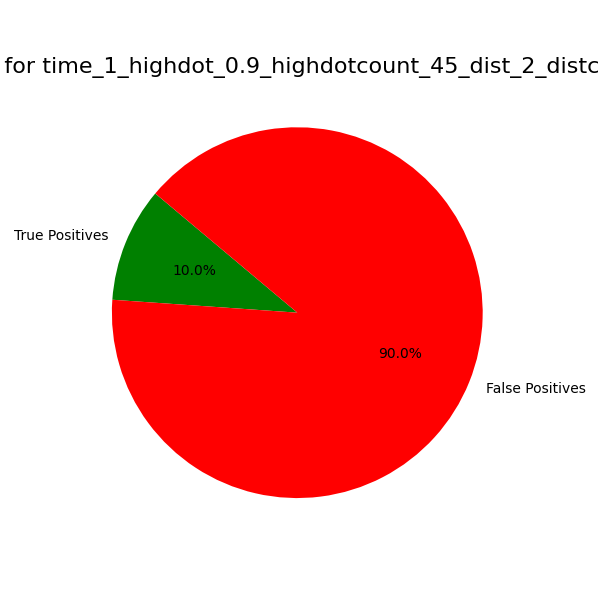 for time_1_highdot_0.9_highdotcount_45_dist_2_distc
True Positives
10.0%
90.0%
False Positives